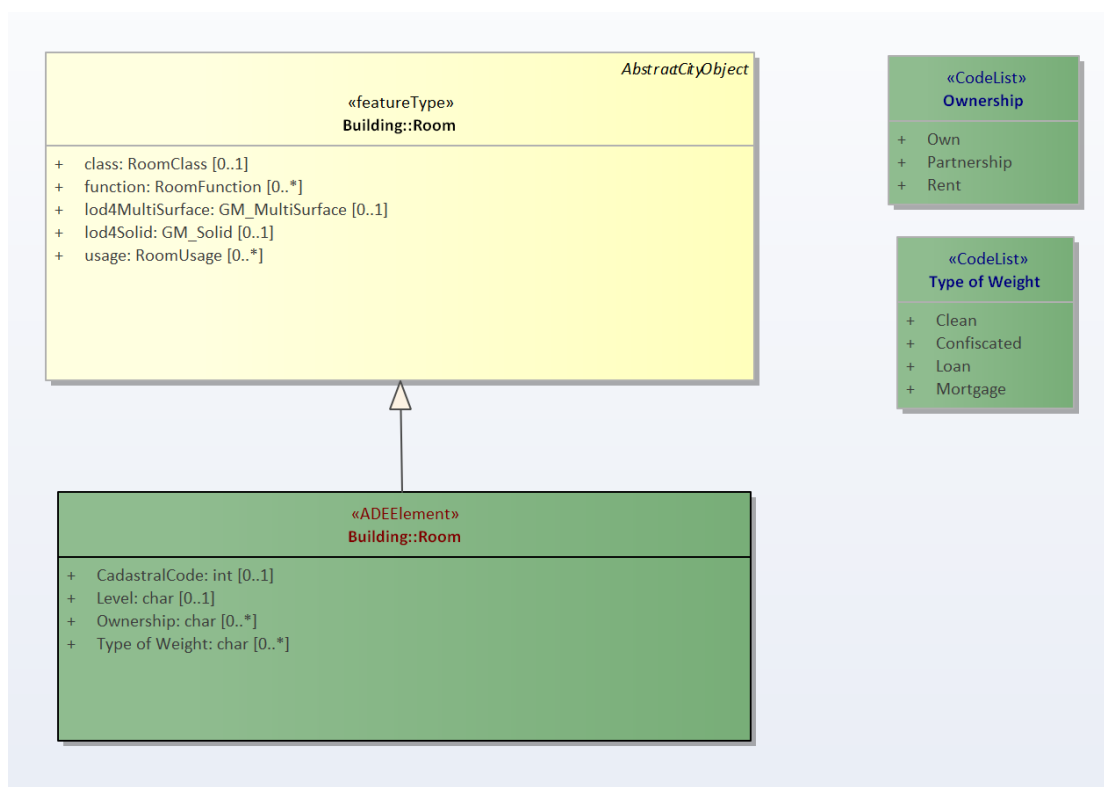 AbstractCityObject
«featureType»
Building::Room
+ class: RoomClass [0..1]
+ function: RoomFunction [0..*]
+ lod4MultiSurface: GM_MultiSurface [0..1]
+ lod4Solid: GM_Solid [0..1]
+ usage: RoomUsage [0..*]
«ADEElement»
Building::Room
+ CadastralCode: int [0..1]
+ Level: char [0..1]
+ Ownership: char [0..*]
+ Type of Weight: char [0..*]
«CodeList»
Ownership
+ Own
+ Partnership
+ Rent
«CodeList»
Type of Weight
+ Clean
+ Confiscated
+ Loan
+ Mortgage